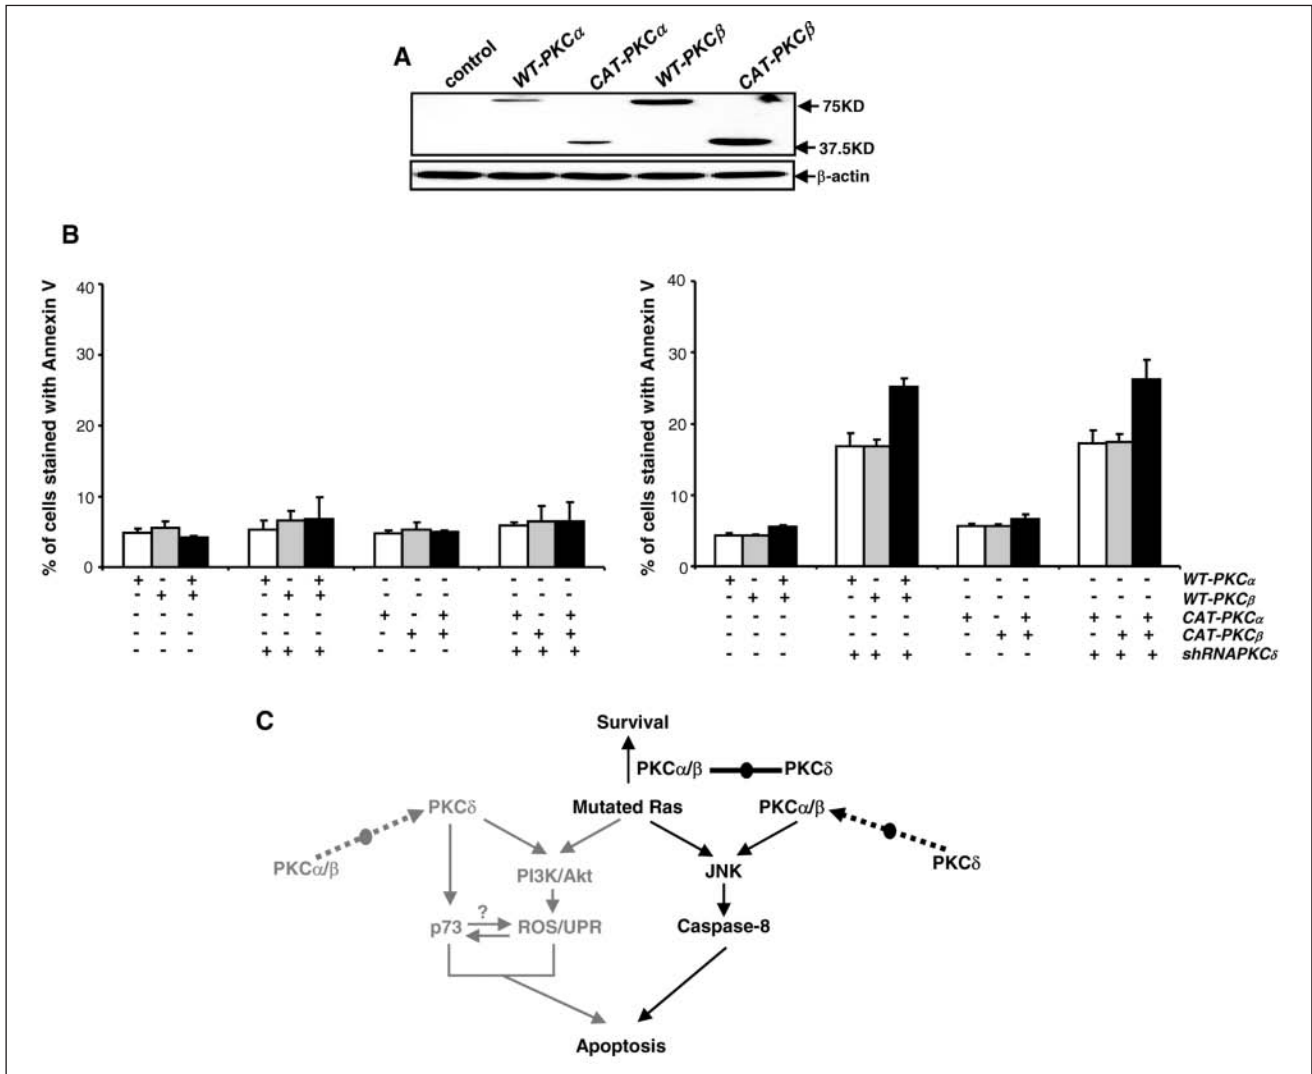 A
control WT-PKCα CAT-PKCα WT-PKCβ CAT-PKCβ
75KD
37.5KD
β-actin
B
% of cells stained with Annexin V
40
30
20
10
0
+ - + + - + - - - - - -
- + + - + + - - - - - -
- - - - - - + - + + - +
- - - - - - - + + - + +
- - - + + + - - - + + +
% of cells stained with Annexin V
40
30
20
10
0
+ - + + - + - - - - - - WT-PKCα
- + + - + + - - - - - - WT-PKCβ
- - - - - - + - + + - + CAT-PKCα
- - - - - - - + + - + + CAT-PKCβ
- - - + + + - - - + + + shRNAPKCδ
C
Survival
PKCα/β PKCδ
PKCδ Mutated Ras PKCα/β
PKCα/β PI3K/Akt JNK PKCδ
p73 ? ROS/UPR Caspase-8
Apoptosis